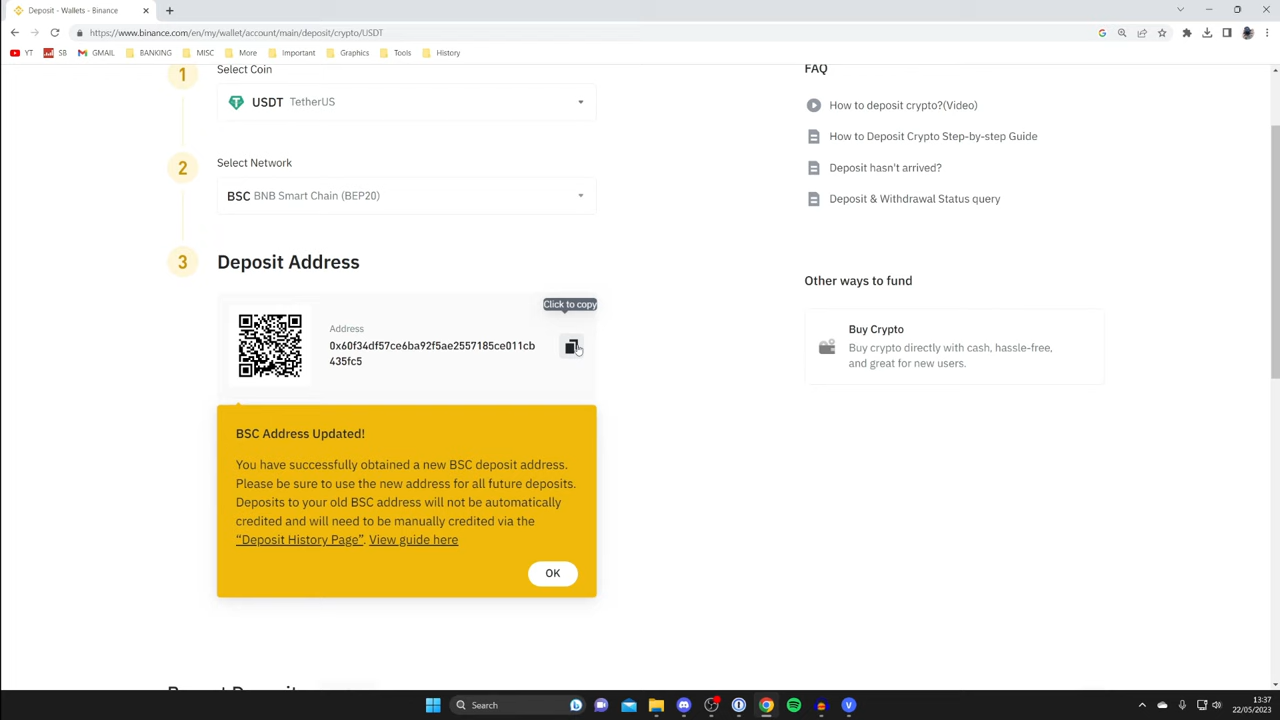 Deposit - Wallets - Binance
https://www.binance.com/en/my/wallet/account/main/deposit/crypto/USDT
YT SB GMAIL BANKING MISC More Important Graphics Tools History
1 Select Coin
USDT TetherUS
2 Select Network
BSC BNB Smart Chain (BEP20)
3 Deposit Address
Click to copy
Address
0x60f34df57ce6ba92f5ae2557185ce011cb
435fc5
BSC Address Updated!
You have successfully obtained a new BSC deposit address.
Please be sure to use the new address for all future deposits.
Deposits to your old BSC address will not be automatically
credited and will need to be manually credited via the
“Deposit History Page”. View guide here
OK
FAQ
How to deposit crypto?(Video)
How to Deposit Crypto Step-by-step Guide
Deposit hasn't arrived?
Deposit & Withdrawal Status query
Other ways to fund
Buy Crypto
Buy crypto directly with cash, hassle-free,
and great for new users.
Search
13:37
22/05/2023